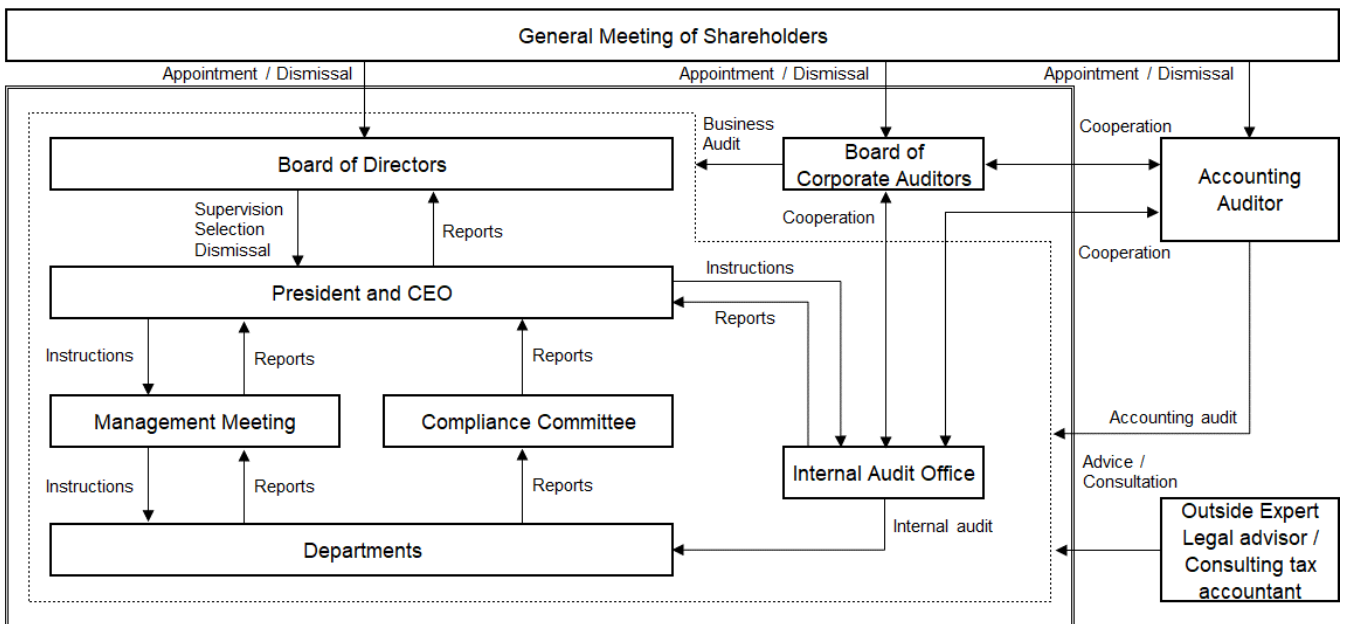 General Meeting of Shareholders
Appointment / Dismissal
Appointment / Dismissal
Appointment / Dismissal
Business
Audit
Cooperation
Board of Directors
Board of
Corporate Auditors
Accounting
Auditor
Supervision
Selection
Dismissal
Reports
Cooperation
Cooperation
Instructions
President and CEO
Reports
Instructions
Reports
Reports
Management Meeting
Compliance Committee
Accounting audit
Internal Audit Office
Advice /
Consultation
Instructions
Reports
Reports
Outside Expert
Legal advisor /
Consulting tax
accountant
Internal audit
Departments